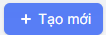 + Tạo mới